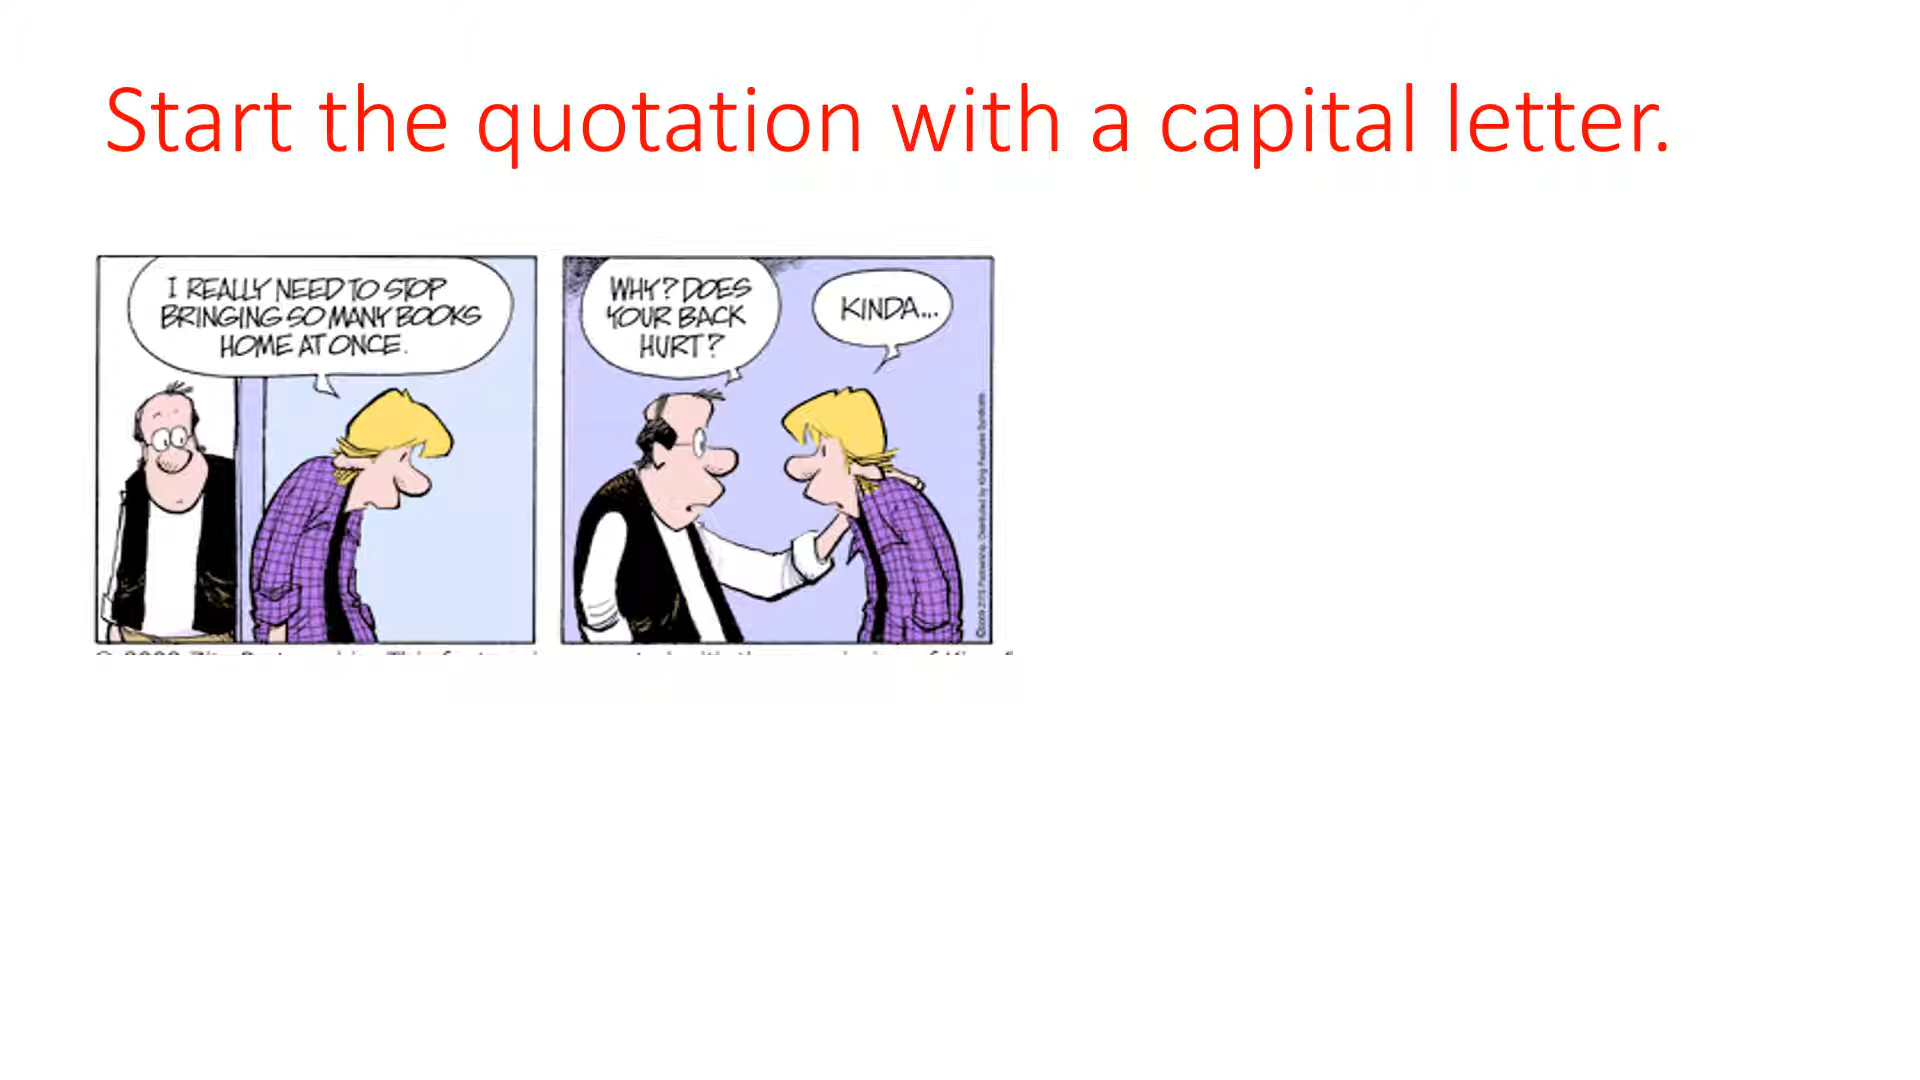 Start the quotation with a capital letter.
I REALLY NEED TO STOP
BRINGING SO MANY BOOKS
HOME AT ONCE.
WHY? DOES
YOUR BACK
HURT?
KINDA...